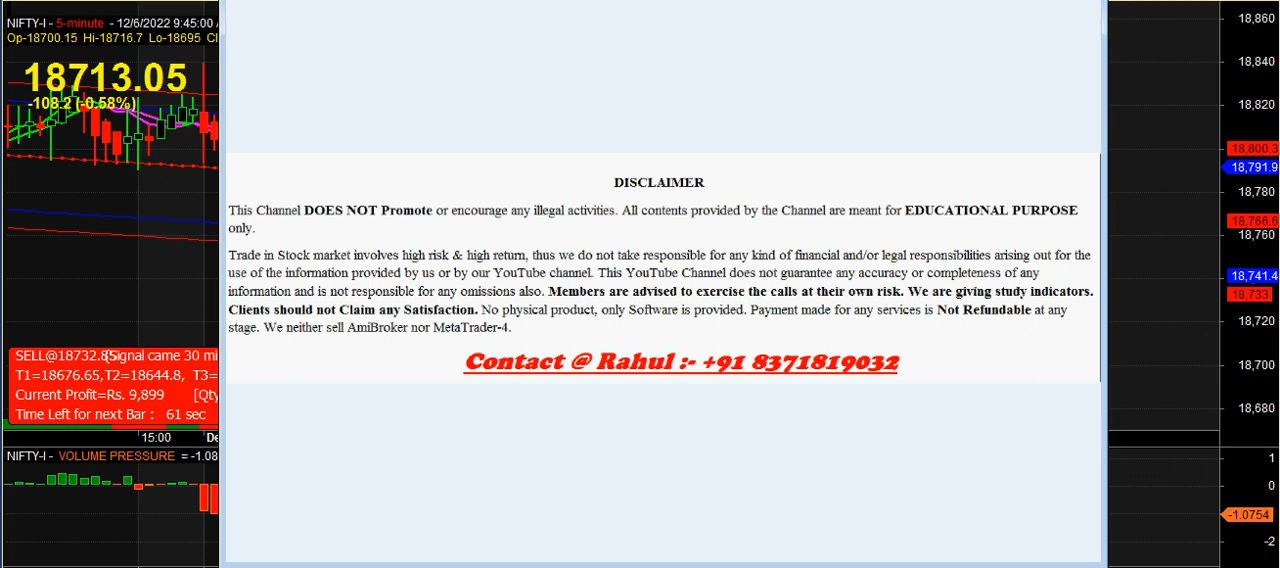 NIFTY-I - 5-minute - 12/6/2022 9:45:00
Op-18700.15 Hi-18716.7 Lo-18695
18713.05
-108.2 (-0.58%)
DISCLAIMER
This Channel DOES NOT Promote or encourage any illegal activities. All contents provided by the Channel are meant for EDUCATIONAL PURPOSE
only.
Trade in Stock market involves high risk & high return, thus we do not take responsible for any kind of financial and/or legal responsibilities arising out for the
use of the information provided by us or by our YouTube channel. This YouTube Channel does not guarantee any accuracy or completeness of any
information and is not responsible for any omissions also. Members are advised to exercise the calls at their own risk. We are giving study indicators.
Clients should not Claim any Satisfaction. No physical product, only Software is provided. Payment made for any services is Not Refundable at any
stage. We neither sell AmiBroker nor MetaTrader-4.
Contact @ Rahul :- +91 8371819032
SELL@18732.85 (Signal came 30 mi
T1=18676.65,T2=18644.8, T3=
Current Profit=Rs. 9,899 [Qty
Time Left for next Bar : 61 sec
15:00 De
NIFTY-I - VOLUME PRESSURE = -1.08
18,860
18,840
18,820
18,800.3
18,791.9
18,780
18,766.6
18,760
18,741.4
18,733
18,720
18,700
18,680
1
0
-1.0754
-2